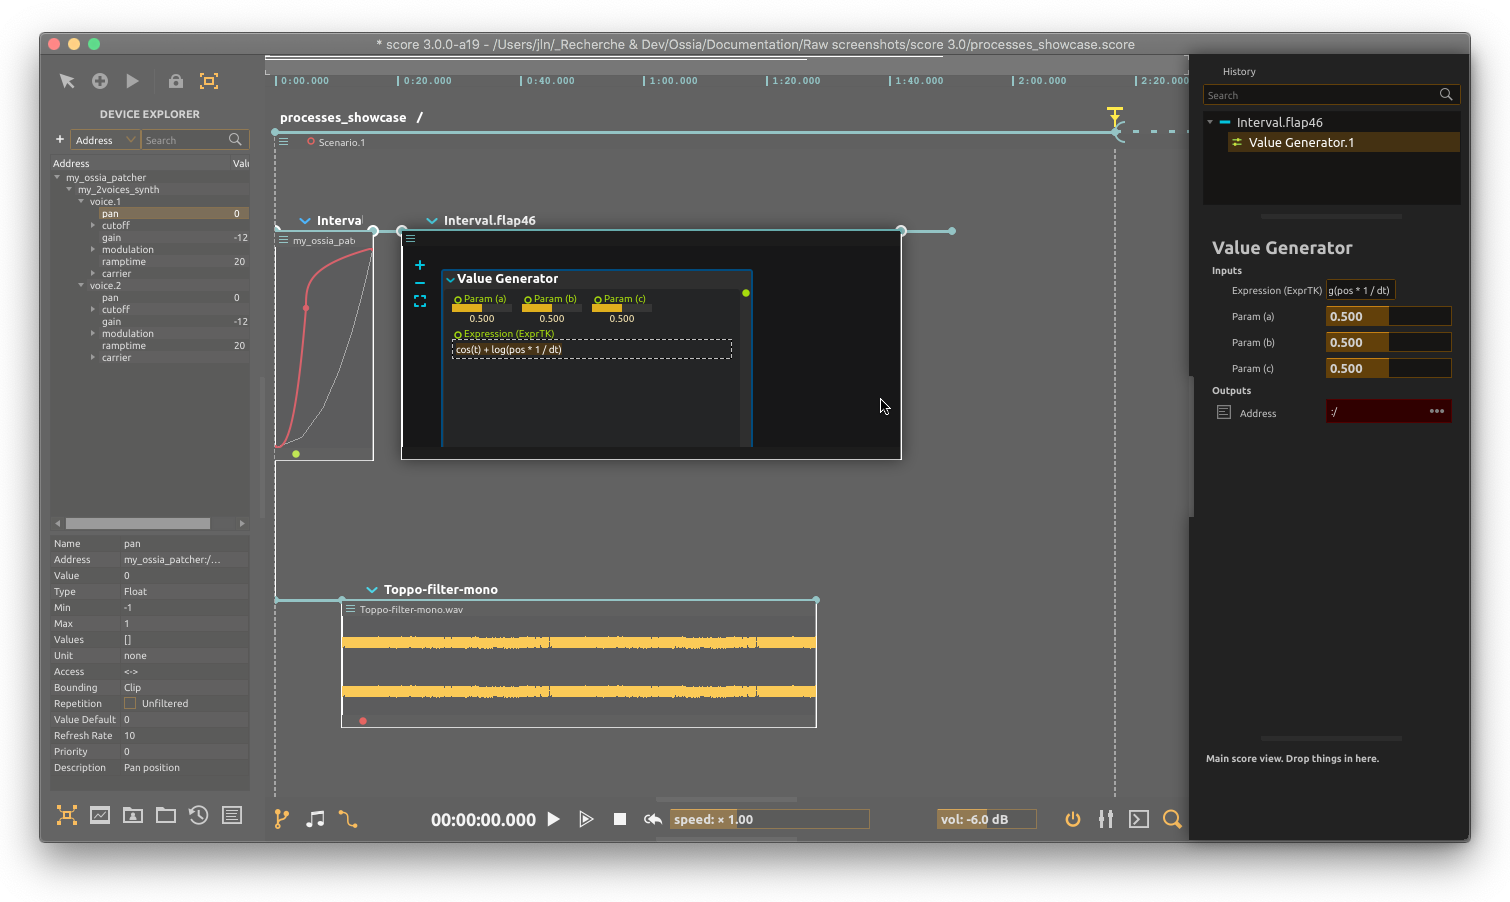 * score 3.0.0-a19 - /Users/jln/_Recherche & Dev/Ossia/Documentation/Raw screenshots/score 3.0/processes_showcase.score
DEVICE EXPLORER
+ Address Search
Address Valu
my_ossia_patcher
my_2voices_synth
voice.1
pan 0
cutoff
gain -12
modulation
ramptime 20
carrier
voice.2
pan 0
cutoff
gain -12
modulation
ramptime 20
carrier
Name pan
Address my_ossia_patcher:/...
Value 0
Type Float
Min -1
Max 1
Values []
Unit none
Access <->
Bounding Clip
Repetition Unfiltered
Value Default 0
Refresh Rate 10
Priority 0
Description Pan position
0:00.000 0:20.000 0:40.000 1:00.000 1:20.000 1:40.000 2:00.000 2:20.000
processes_showcase /
Scenario.1
Interval
my_ossia_pat
Interval.flap46
Value Generator
Param (a) Param (b) Param (c)
0.500 0.500 0.500
Expression (ExprTK)
cos(t) + log(pos * 1 / dt)
Toppo-filter-mono
Toppo-filter-mono.wav
00:00:00.000
speed: × 1.00
vol: -6.0 dB
History
Search
Interval.flap46
Value Generator.1
Value Generator
Inputs
Expression (ExprTK) g(pos * 1 / dt)
Param (a) 0.500
Param (b) 0.500
Param (c) 0.500
Outputs
Address :/
Main score view. Drop things in here.